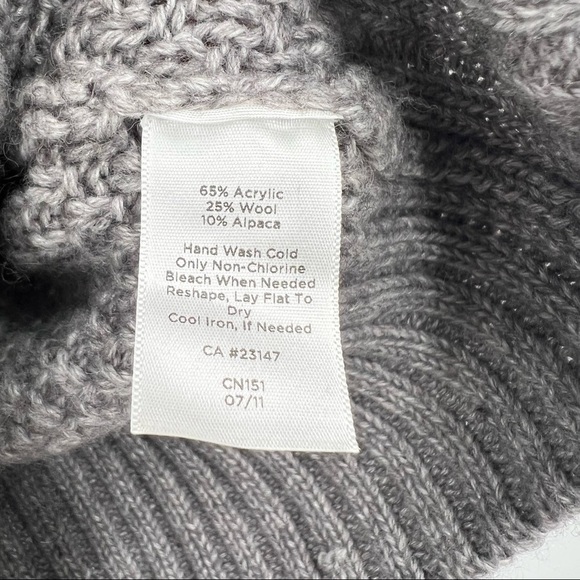 65% Acrylic
25% Wool
10% Alpaca
Hand Wash Cold
Only Non-Chlorine
Bleach When Needed
Reshape, Lay Flat To
Dry
Cool Iron, If Needed
CA #23147
CN151
07/11